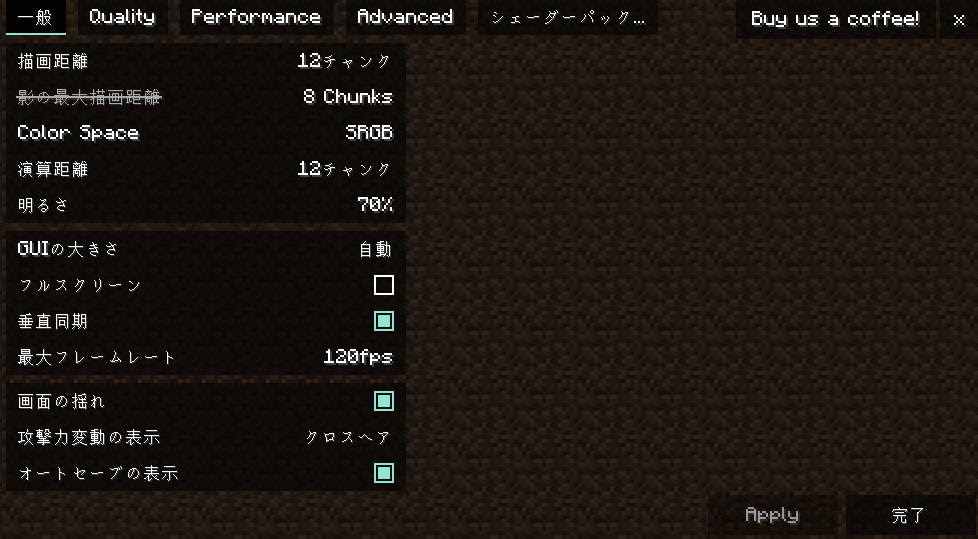 一般 Quality Performance Advanced シェーダーパック... Buy us a coffee! ×
描画距離 12チャンク
影の最大描画距離 8 Chunks
Color Space SRGB
演算距離 12チャンク
明るさ 70%
GUIの大きさ 自動
フルスクリーン
垂直同期
最大フレームレート 120fps
画面の揺れ
攻撃力変動の表示 クロスヘア
オートセーブの表示
Apply 完了